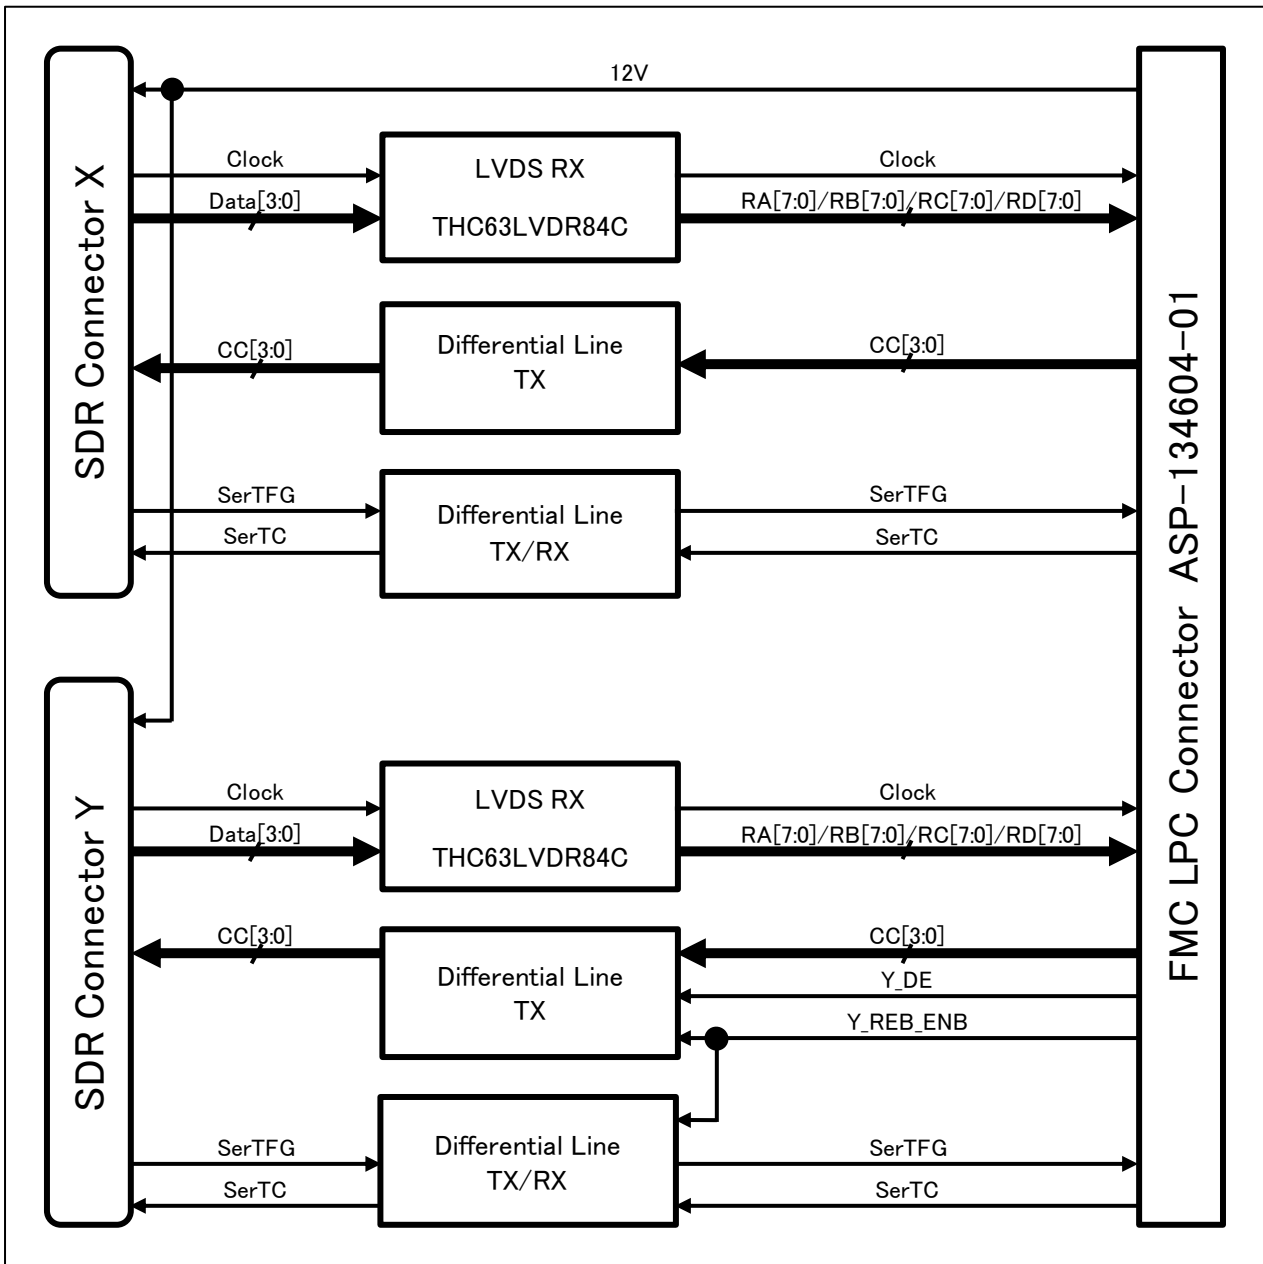 12V
SDR Connector X
Clock
Data[3:0]
LVDS RX
THC63LVDR84C
Clock
RA[7:0]/RB[7:0]/RC[7:0]/RD[7:0]
CC[3:0]
Differential Line
TX
CC[3:0]
SerTFG
SerTC
Differential Line
TX/RX
SerTFG
SerTC
FMC LPC Connector ASP-134604-01
SDR Connector Y
Clock
Data[3:0]
LVDS RX
THC63LVDR84C
Clock
RA[7:0]/RB[7:0]/RC[7:0]/RD[7:0]
CC[3:0]
Differential Line
TX
CC[3:0]
Y_DE
Y_REB_ENB
SerTFG
SerTC
Differential Line
TX/RX
SerTFG
SerTC